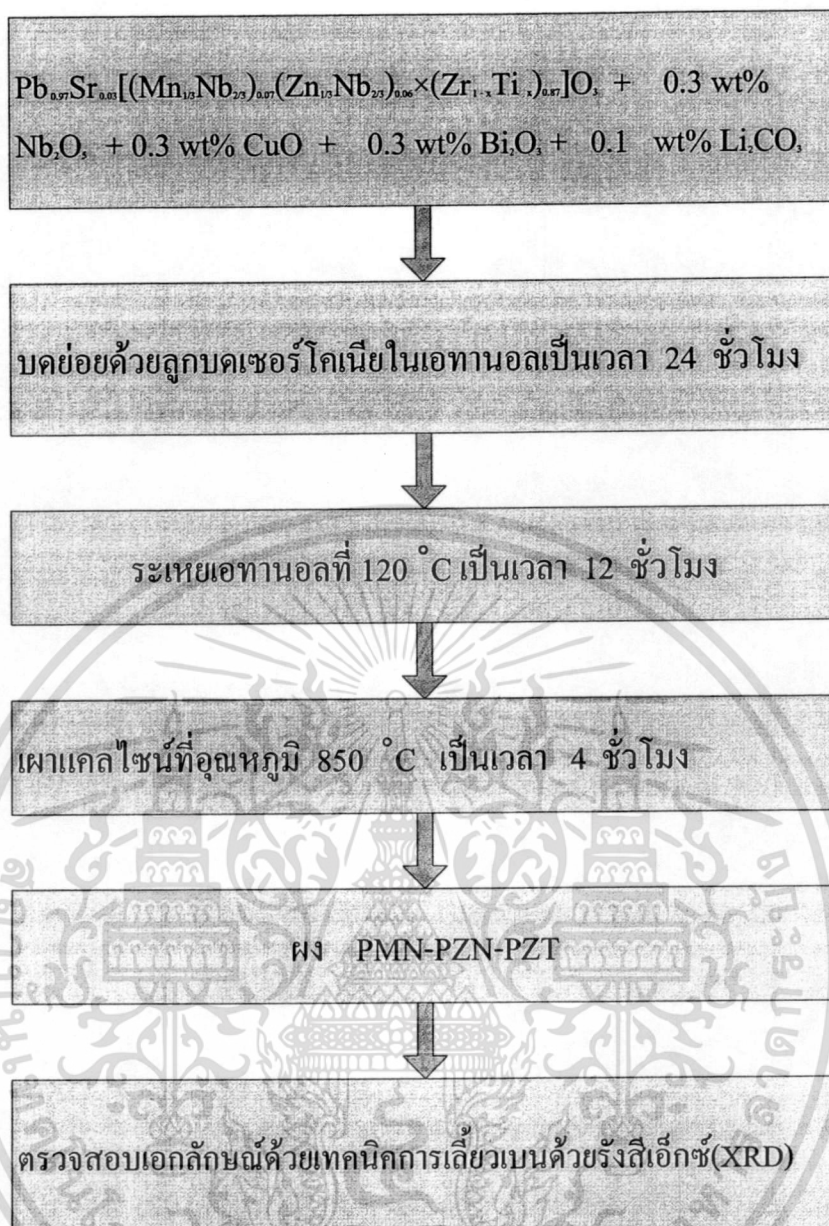 Pb₀.₉₇Sr₀.₀₃[(Mn₁/₃Nb₂/₃)₀.₀₇(Zn₁/₃Nb₂/₃)₀.₀₆×(Zr₁₋ₓTiₓ)₀.₈₇]O₃ + 0.3 wt%
Nb₂O₅ + 0.3 wt% CuO + 0.3 wt% Bi₂O₃ + 0.1 wt% Li₂CO₃
บดย่อยด้วยลูกบดเซอร์โคเนียในเอทานอลเป็นเวลา 24 ชั่วโมง
ระเหยเอทานอลที่ 120 °C เป็นเวลา 12 ชั่วโมง
เผาแคลไซน์ที่อุณหภูมิ 850 °C เป็นเวลา 4 ชั่วโมง
ผง PMN-PZN-PZT
ตรวจสอบเอกลักษณ์ด้วยเทคนิคการเลี้ยวเบนด้วยรังสีเอ็กซ์(XRD)